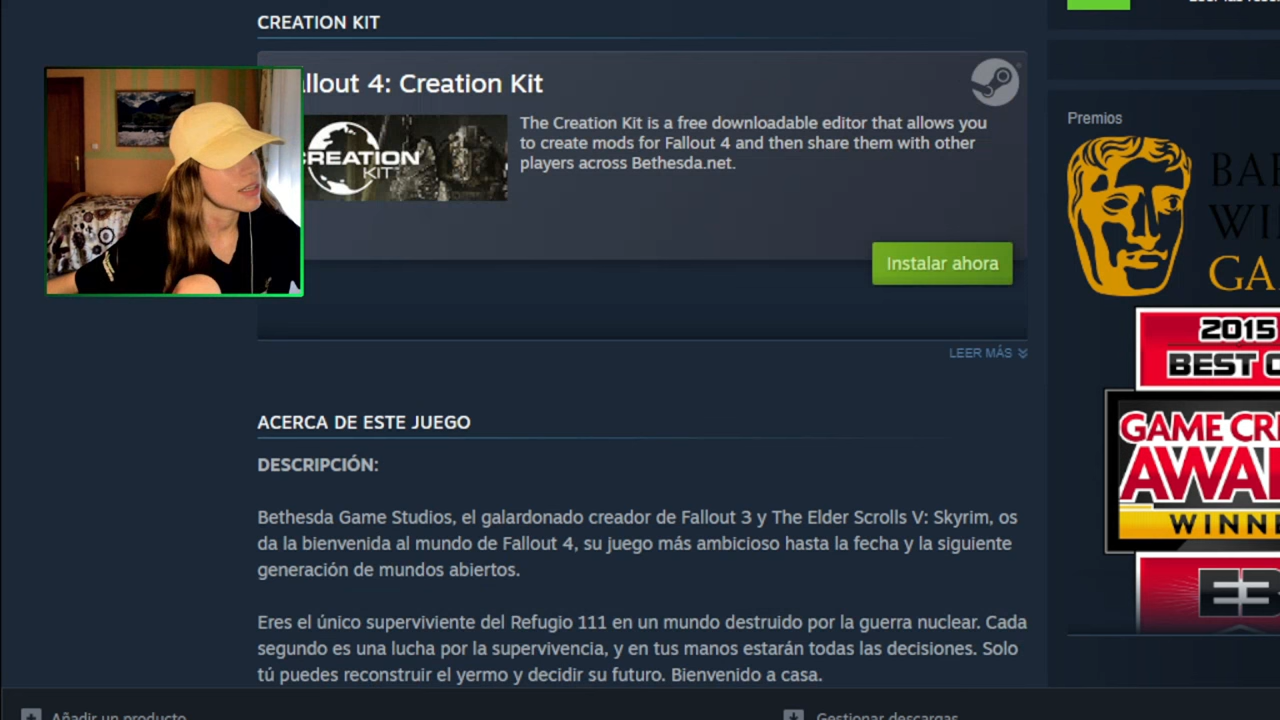 CREATION KIT
llout 4: Creation Kit
CREATION
KIT
The Creation Kit is a free downloadable editor that allows you
to create mods for Fallout 4 and then share them with other
players across Bethesda.net.
Instalar ahora
LEER MÁS
ACERCA DE ESTE JUEGO
DESCRIPCIÓN:
Bethesda Game Studios, el galardonado creador de Fallout 3 y The Elder Scrolls V: Skyrim, os
da la bienvenida al mundo de Fallout 4, su juego más ambicioso hasta la fecha y la siguiente
generación de mundos abiertos.
Eres el único superviviente del Refugio 111 en un mundo destruido por la guerra nuclear. Cada
segundo es una lucha por la supervivencia, y en tus manos estarán todas las decisiones. Solo
tú puedes reconstruir el yermo y decidir su futuro. Bienvenido a casa.
Premios
2015
BEST
GAME CRI
AWA
WINNE
Añadir un producto
Gestionar descargas